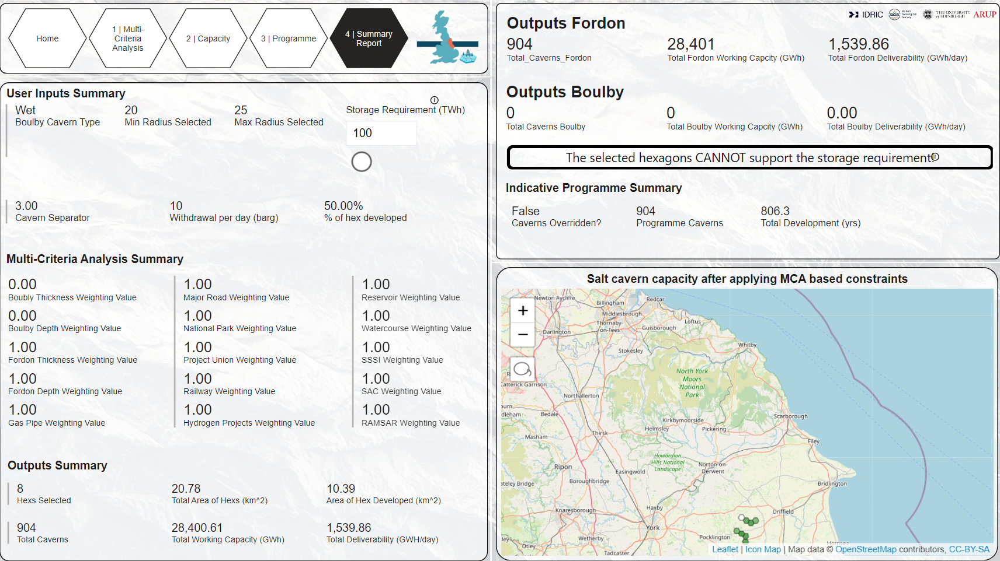 Home
1 | Multi-
Criteria
Analysis
2 | Capacity
3 | Programme
4 | Summary
Report
User Inputs Summary
Wet
Boulby Cavern Type
20
Min Radius Selected
25
Max Radius Selected
Storage Requirement (TWh)
100
3.00
Cavern Separator
10
Withdrawal per day (barg)
50.00%
% of hex developed
Multi-Criteria Analysis Summary
0.00
Boubly Thickness Weighting Value
0.00
Boulby Depth Weighting Value
1.00
Fordon Thickness Weighting Value
1.00
Fordon Depth Weighting Value
1.00
Gas Pipe Weighting Value
1.00
Major Road Weighting Value
1.00
National Park Weighting Value
1.00
Project Union Weighting Value
1.00
Railway Weighting Value
1.00
Hydrogen Projects Weighting Value
1.00
Reservoir Weighting Value
1.00
Watercourse Weighting Value
1.00
SSSI Weighting Value
1.00
SAC Weighting Value
1.00
RAMSAR Weighting Value
Outputs Summary
8
Hexs Selected
20.78
Total Area of Hexs (km^2)
10.39
Area of Hex Developed (km^2)
904
Total Caverns
28,400.61
Total Working Capacity (GWh)
1,539.86
Total Deliverability (GWH/day)
IDRIC
BGS
British
Geological
Survey
THE UNIVERSITY
of EDINBURGH
ARUP
Outputs Fordon
904
Total_Caverns_Fordon
28,401
Total Fordon Working Capcity (GWh)
1,539.86
Total Fordon Deliverability (GWh/day)
Outputs Boulby
0
Total Caverns Boulby
0
Total Boulby Working Capcity (GWh)
0.00
Total Boulby Deliverability (GWh/day)
The selected hexagons CANNOT support the storage requirement!
Indicative Programme Summary
False
Caverns Overridden?
904
Programme Caverns
806.3
Total Development (yrs)
Salt cavern capacity after applying MCA based constraints
+
−
Newton Aycliffe
Billingham
Redcar
Middlesbrough
Thornaby-
on-Tees
Loftus
Guisborough
Darlington
Whitby
Stokesley
North York
Moors
National
Park
Catterick Garrison
Northallerton
Scarborough
Bedale
Kirkbymoorside
Helmsley
Pickering
Thirsk
Masham
Filey
Howardian
Hills National
Landscape
Norton-on-
Derwent
Ripon
Easingwold
Boroughbridge
ateley Bridge
Bridlington
Knaresborough
Haxby
Driffield
York
Pocklington
Wetherby
Hornsea
Otley
Tadcaster
Leaflet | Icon Map | Map data © OpenStreetMap contributors, CC-BY-SA